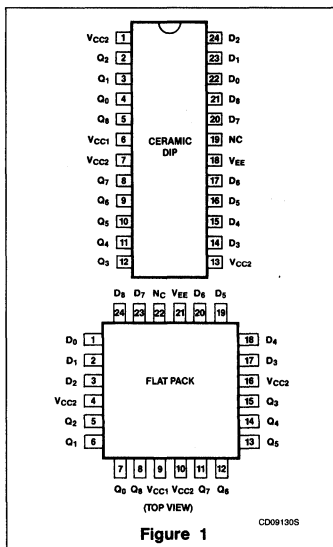 VCC2 1 24 D2
Q2 2 23 D1
Q1 3 22 D0
Q0 4 21 D8
Q8 5 20 D7
VCC1 6 19 NC
CERAMIC
DIP
VCC2 7 18 VEE
Q7 8 17 D6
Q6 9 16 D5
Q5 10 15 D4
Q4 11 14 D3
Q3 12 13 VCC2
D8 D7 NC VEE D6 D5
24 23 22 21 20 19
D0 1 18 D4
D1 2 17 D3
D2 3 FLAT PACK 16 VCC2
VCC2 4 15 Q3
Q2 5 14 Q4
Q1 6 13 Q5
7 8 9 10 11 12
Q0 Q8 VCC1 VCC2 Q7 Q6
(TOP VIEW)
CD09130S
Figure 1